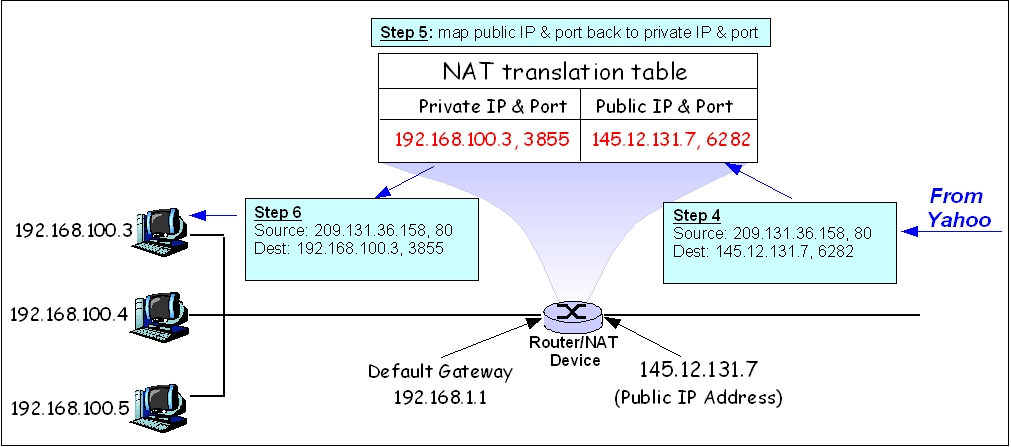 Step 5: map public IP & port back to private IP & port
NAT translation table
Private IP & Port
Public IP & Port
192.168.100.3, 3855
145.12.131.7, 6282
From
Yahoo
Step 6
Source: 209.131.36.158, 80
Dest: 192.168.100.3, 3855
Step 4
Source: 209.131.36.158, 80
Dest: 145.12.131.7, 6282
192.168.100.3
192.168.100.4
192.168.100.5
Router/NAT
Device
Default Gateway
192.168.1.1
145.12.131.7
(Public IP Address)